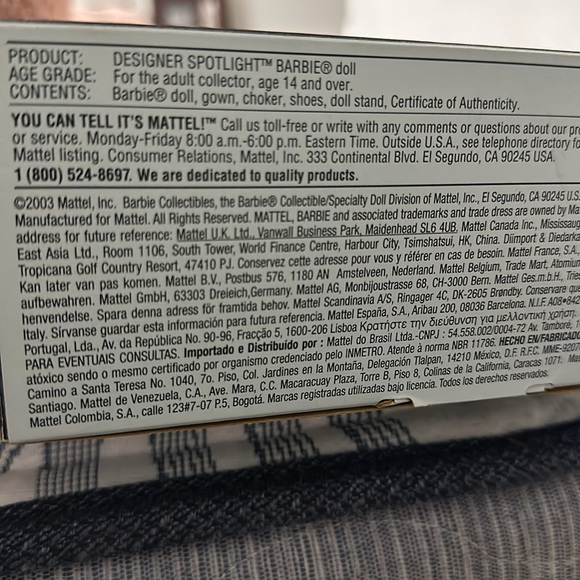 PRODUCT: DESIGNER SPOTLIGHT™ BARBIE® doll
AGE GRADE: For the adult collector, age 14 and over.
CONTENTS: Barbie® doll, gown, choker, shoes, doll stand, Certificate of Authenticity.
YOU CAN TELL IT'S MATTEL!™ Call us toll-free or write with any comments or questions about our pr
or service. Monday-Friday 8:00 a.m.-6:00 p.m. Eastern Time. Outside U.S.A., see telephone directory fo
Mattel listing. Consumer Relations, Mattel, Inc. 333 Continental Blvd. El Segundo, CA 90245 USA.
1 (800) 524-8697. We are dedicated to quality products.
©2003 Mattel, Inc. Barbie Collectibles, the Barbie® Collectible/Specialty Doll Division of Mattel, Inc., El Segundo, CA 90245 U.S.
Manufactured for Mattel. All Rights Reserved. MATTEL, BARBIE and associated trademarks and trade dress are owned by Ma
address for future reference: Mattel U.K. Ltd., Vanwall Business Park, Maidenhead SL6 4UB. Mattel Canada Inc., Mississaug
East Asia Ltd., Room 1106, South Tower, World Finance Centre, Harbour City, Tsimshatsui, HK, China. Diimport & Diedarka
Tropicana Golf Country Resort, 47410 PJ. Conservez cette adresse pour vous y référer en cas de besoin. Mattel France, S.A.,
Kan later van pas komen. Mattel B.V., Postbus 576, 1180 AN Amstelveen, Nederland. Mattel Belgium, Trade Mart, Atomium
aufbewahren. Mattel GmbH, 63303 Dreieich,Germany. Mattel AG, Monbijoustrasse 68, CH-3000 Bern. Mattel Ges.m.b.H., Trie
henvendelse. Spara denna adress för framtida behov. Mattel Scandinavia A/S, Ringager 4C, DK-2605 Brøndby. Conservare que
Italy. Sirvanse guardar esta información para futura referencia. Mattel España, S.A., Aribau 200, 08036 Barcelona. N.I.F. A08*842
Portugal, Lda., Av. da República No. 90-96, Fracção 5, 1600-206 Lisboa Κρατήστε την διεύθυνση για μελλοντική χρήση.
PARA EVENTUAIS CONSULTAS. Importado e Distribuido por : Mattel do Brasil Ltda.-CNPJ : 54.558.002/0004-72 Av. Tamboré,
atóxico sendo o mesmo certificado por organismo credenciado pelo INMETRO. Atende à norma NBR 11786. HECHO EN/FABRICADO
Camino a Santa Teresa No. 1040, 7o. Piso, Col. Jardines en la Montaña, Delegación Tlalpan, 14210 México, D.F. R.F.C. MME-9207
Santiago. Mattel de Venezuela, C.A., Ave. Mara, C.C. Macaracuay Plaza, Torre B, Piso 8, Colinas de la California, Caracas 1071.
Mattel Colombia, S.A., calle 123#7-07 P.5, Bogotá. Marcas registradas utilizadas bajo licencia. Todos los derechos reservados.